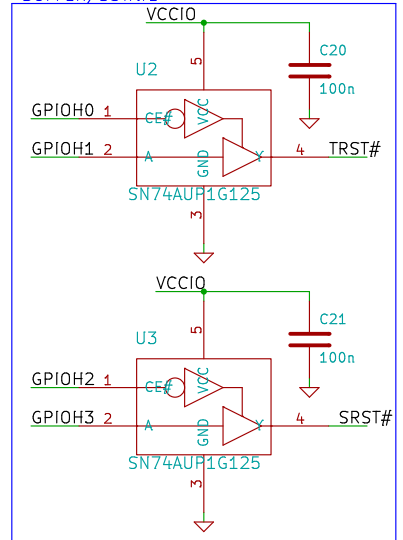 VCCIO
C20
100n
U2
5
GPIOH0 1 CE# VCC
GPIOH1 2 A GND Y 4 TRST#
SN74AUP1G125
3
VCCIO
C21
100n
U3
5
GPIOH2 1 CE# VCC
GPIOH3 2 A GND Y 4 SRST#
SN74AUP1G125
3